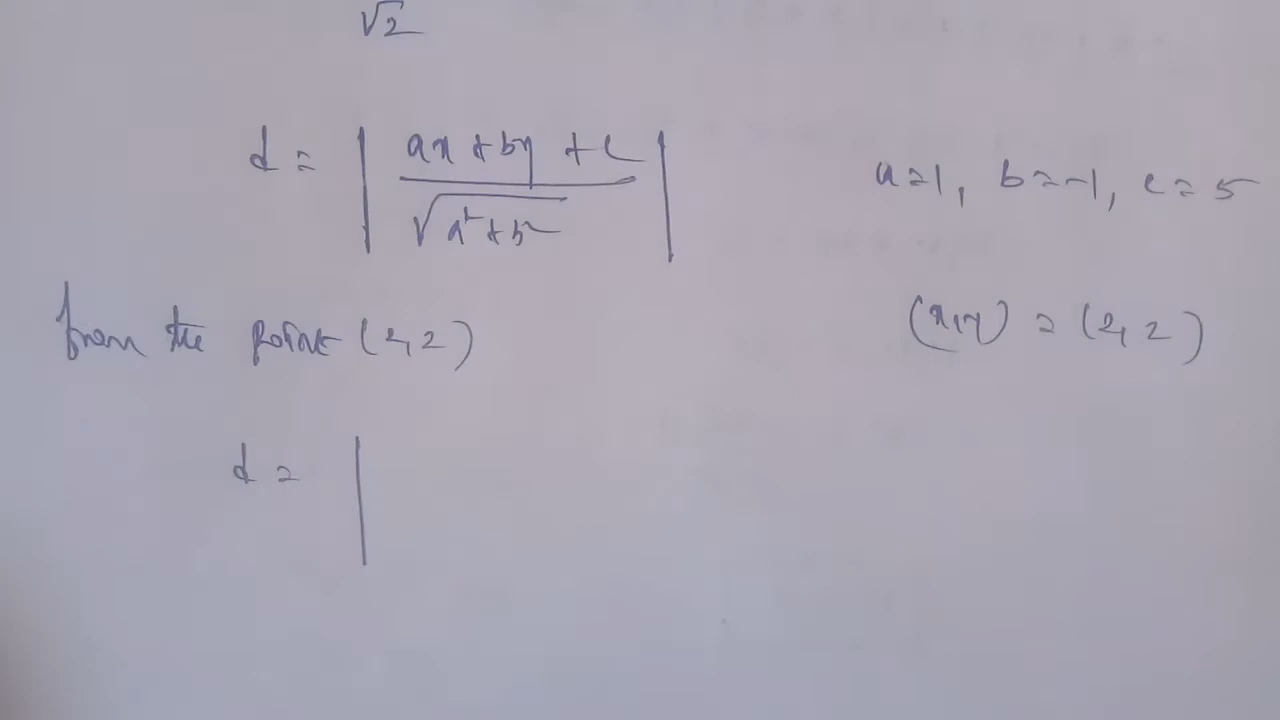 √2
d = | (ax + by + c) / √(a² + b²) |
a=1, b=-1, c=5
from the point (2, 2)
(x, y) = (2, 2)
d = |